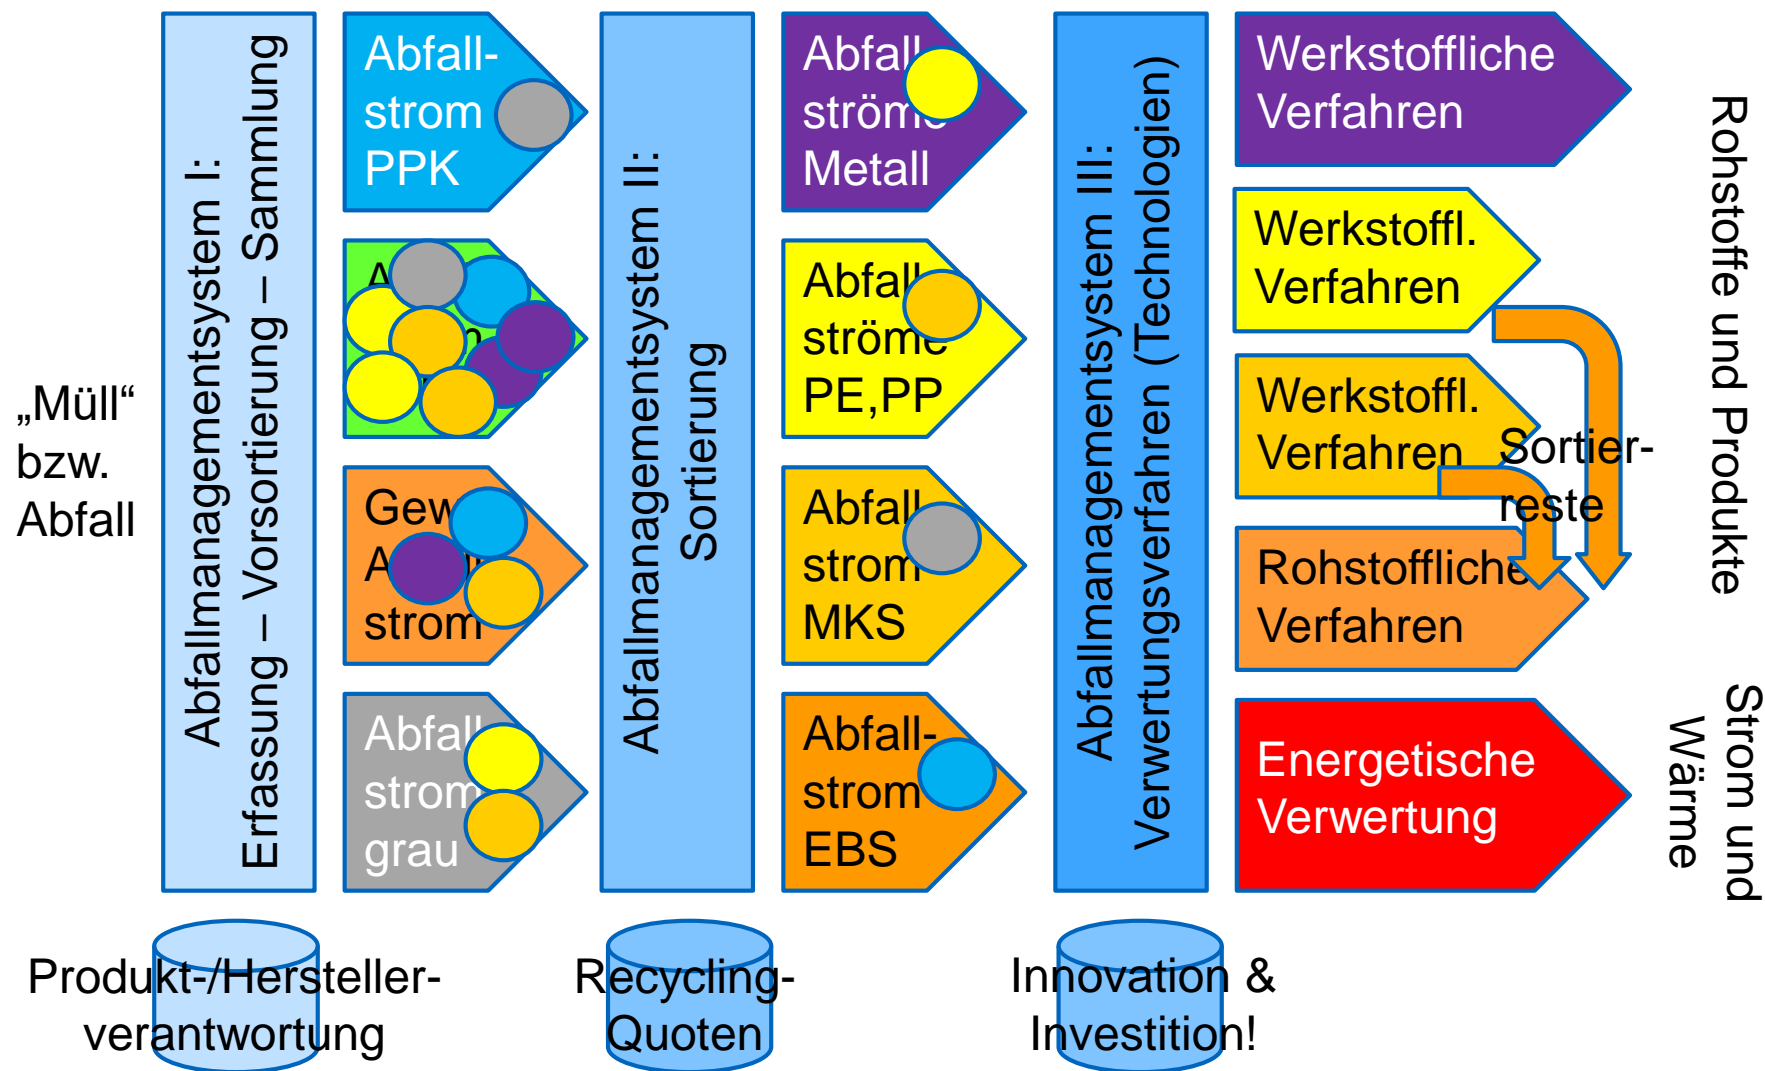 „Müll“
bzw.
Abfall
Abfallmanagementsystem I:
Erfassung – Vorsortierung – Sammlung
Abfall-
strom
PPK
strom
Abfall
strom
grau
Abfallmanagementsystem II:
Sortierung
Abfall
ströme
Metall
Abfall
ströme
PE,PP
Abfall
strom
MKS
Abfall-
strom
EBS
Abfallmanagementsystem III:
Verwertungsverfahren (Technologien)
Werkstoffliche
Verfahren
Werkstoffl.
Verfahren
Werkstoffl.
Verfahren
Sortier-
reste
Rohstoffliche
Verfahren
Energetische
Verwertung
Rohstoffe und Produkte
Strom und
Wärme
Produkt-/Hersteller-
verantwortung
Recycling-
Quoten
Innovation &
Investition!